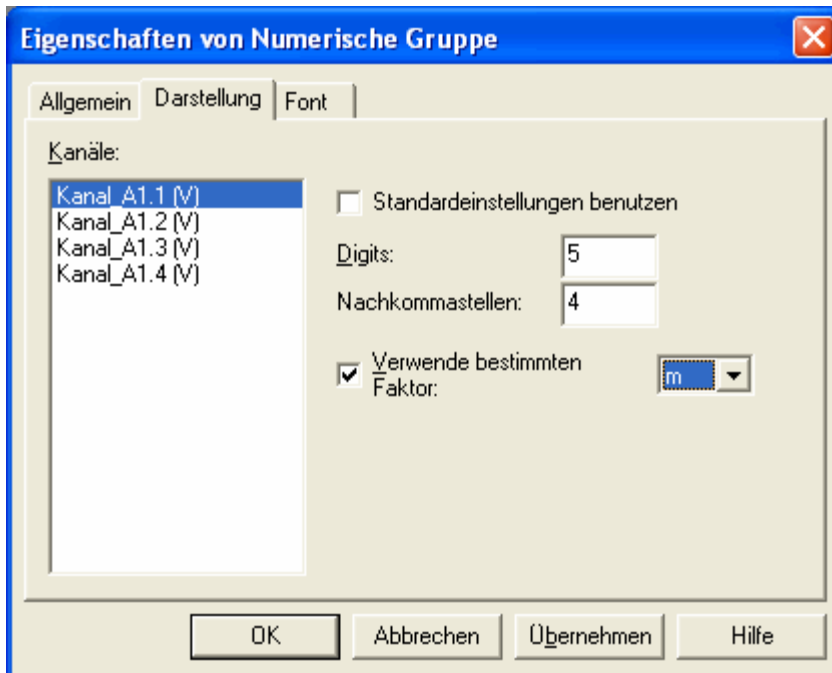 Eigenschaften von Numerische Gruppe
Allgemein Darstellung Font
Kanäle:
Kanal_A1.1 (V)
Kanal_A1.2 (V)
Kanal_A1.3 (V)
Kanal_A1.4 (V)
Standardeinstellungen benutzen
Digits: 5
Nachkommastellen: 4
Verwende bestimmten
Faktor: m
OK Abbrechen Übernehmen Hilfe